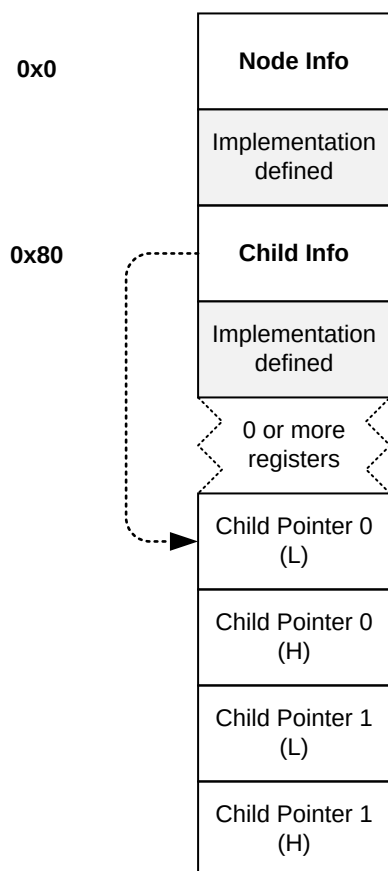 0x0
Node Info
Implementation
defined
0x80
Child Info
Implementation
defined
0 or more
registers
Child Pointer 0
(L)
Child Pointer 0
(H)
Child Pointer 1
(L)
Child Pointer 1
(H)